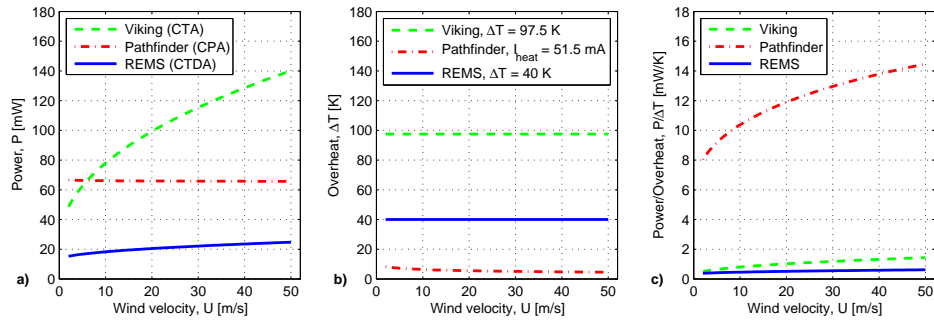 160
140
120
100
80
60
40
20
0
Power, P [mW]
Viking (CTA)
Pathfinder (CPA)
REMS (CTDA)
a)
0 10 20 30 40 50
Wind velocity, U [m/s]
160
140
120
100
80
60
40
20
0
Overheat, ΔT [K]
Viking, ΔT = 97.5 K
Pathfinder, I_heat = 51.5 mA
REMS, ΔT = 40 K
b)
0 10 20 30 40 50
Wind velocity, U [m/s]
16
14
12
10
8
6
4
2
0
Power/Overheat, P/ΔT [mW/K]
Viking
Pathfinder
REMS
c)
0 10 20 30 40 50
Wind velocity, U [m/s]